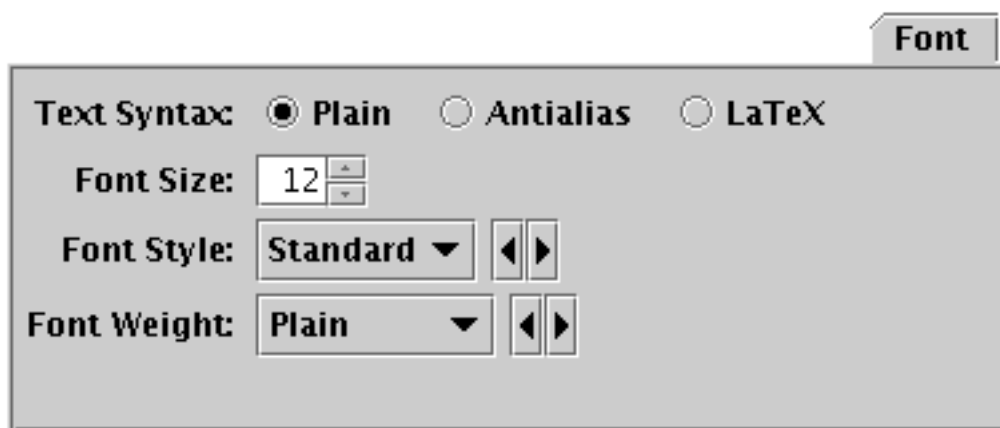 Font
Text Syntax: Plain Antialias LaTeX
Font Size: 12
Font Style: Standard
Font Weight: Plain